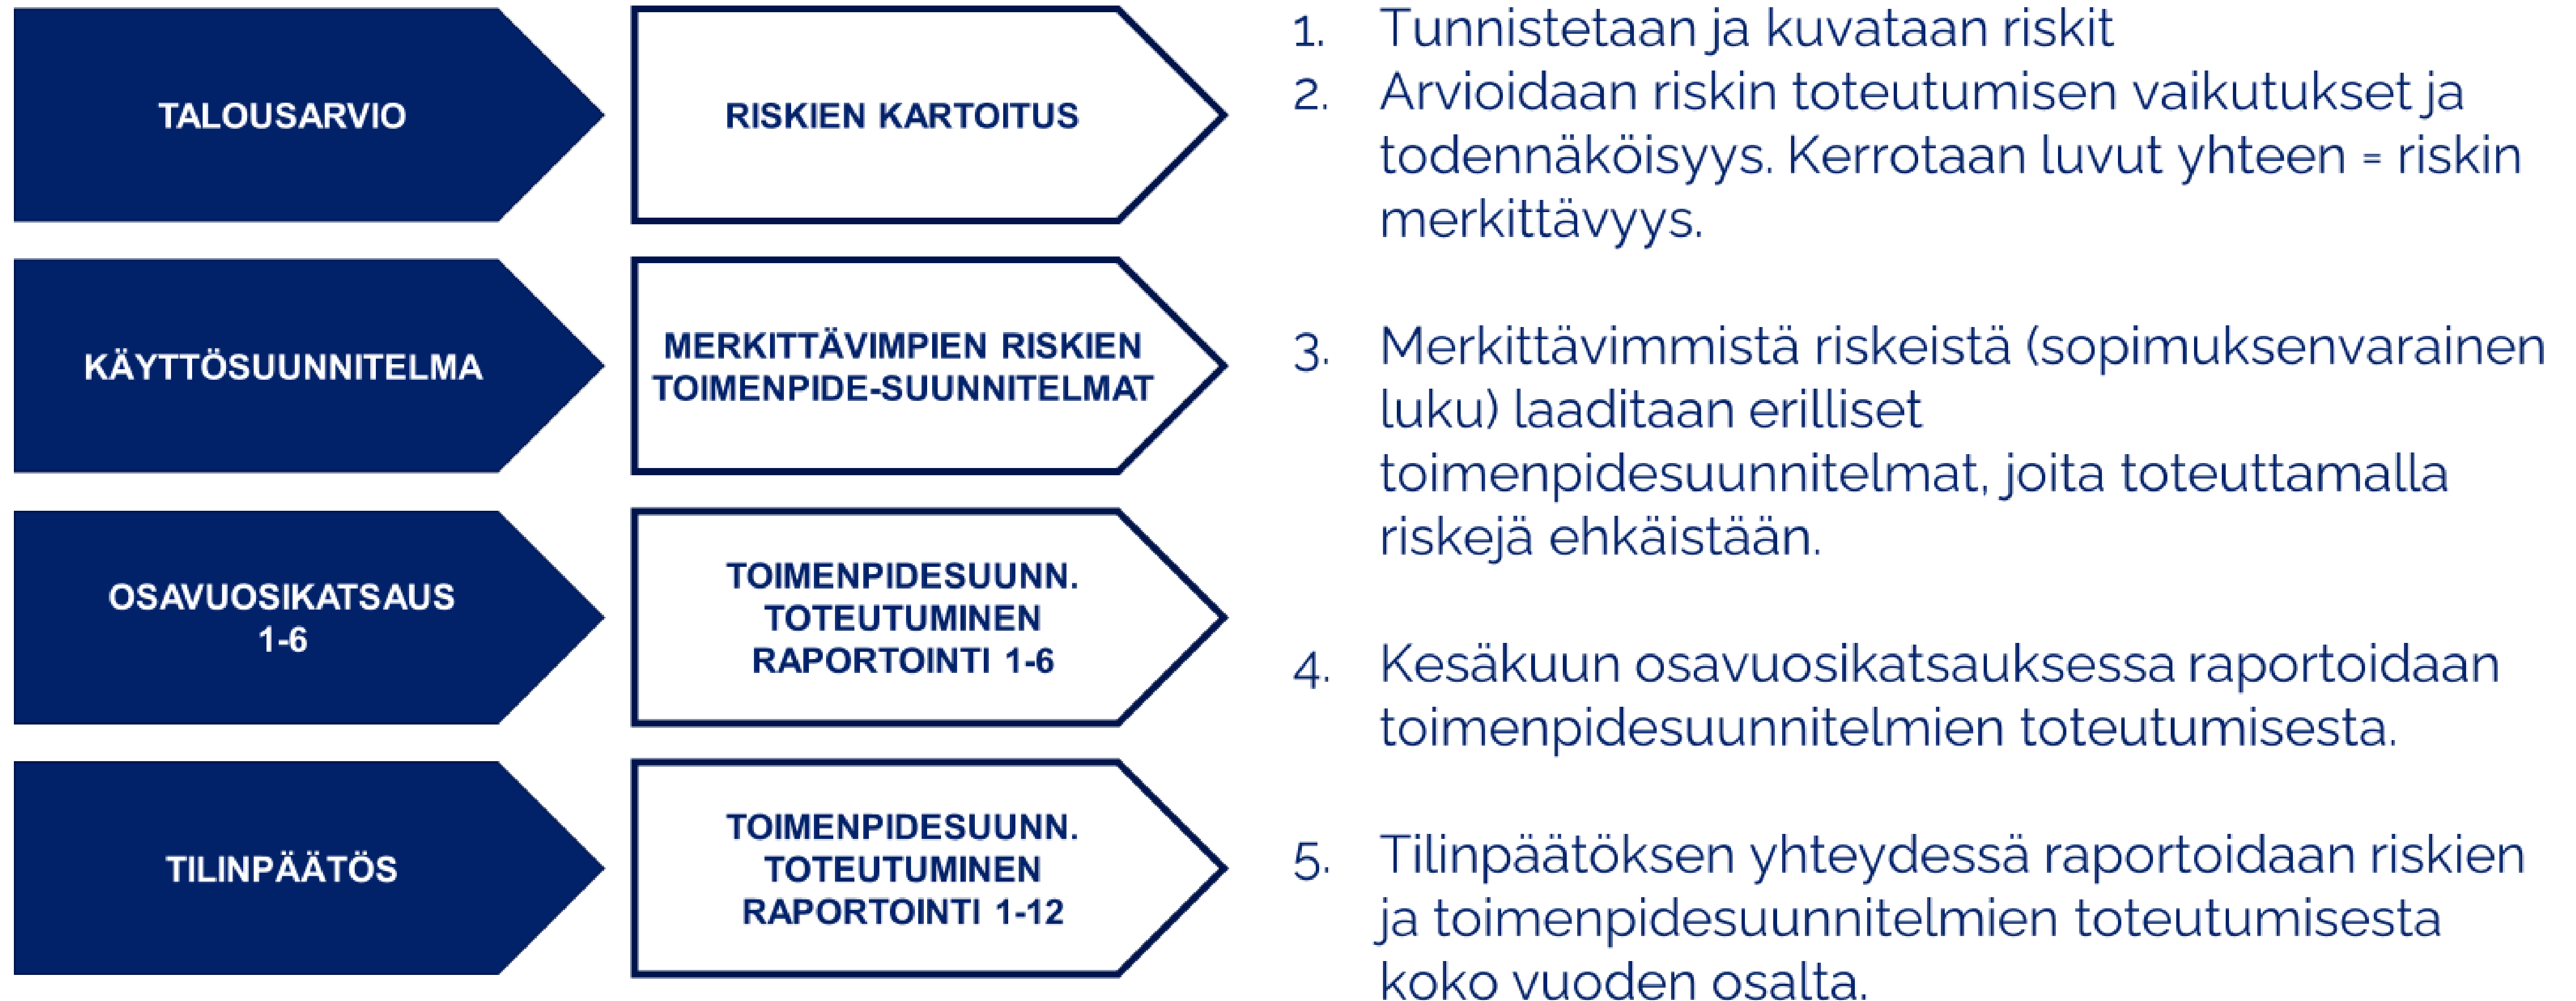 TALOUSARVIO
RISKIEN KARTOITUS
1. Tunnistetaan ja kuvataan riskit
2. Arvioidaan riskin toteutumisen vaikutukset ja
todennäköisyys. Kerrotaan luvut yhteen = riskin
merkittävyys.
KÄYTTÖSUUNNITELMA
MERKITTÄVIMPIEN RISKIEN
TOIMENPIDE-SUUNNITELMAT
3. Merkittävimmistä riskeistä (sopimuksenvarainen
luku) laaditaan erilliset
toimenpidesuunnitelmat, joita toteuttamalla
riskejä ehkäistään.
OSAVUOSIKATSAUS
1-6
TOIMENPIDESUUNN.
TOTEUTUMINEN
RAPORTOINTI 1-6
4. Kesäkuun osavuosikatsauksessa raportoidaan
toimenpidesuunnitelmien toteutumisesta.
TILINPÄÄTÖS
TOIMENPIDESUUNN.
TOTEUTUMINEN
RAPORTOINTI 1-12
5. Tilinpäätöksen yhteydessä raportoidaan riskien
ja toimenpidesuunnitelmien toteutumisesta
koko vuoden osalta.